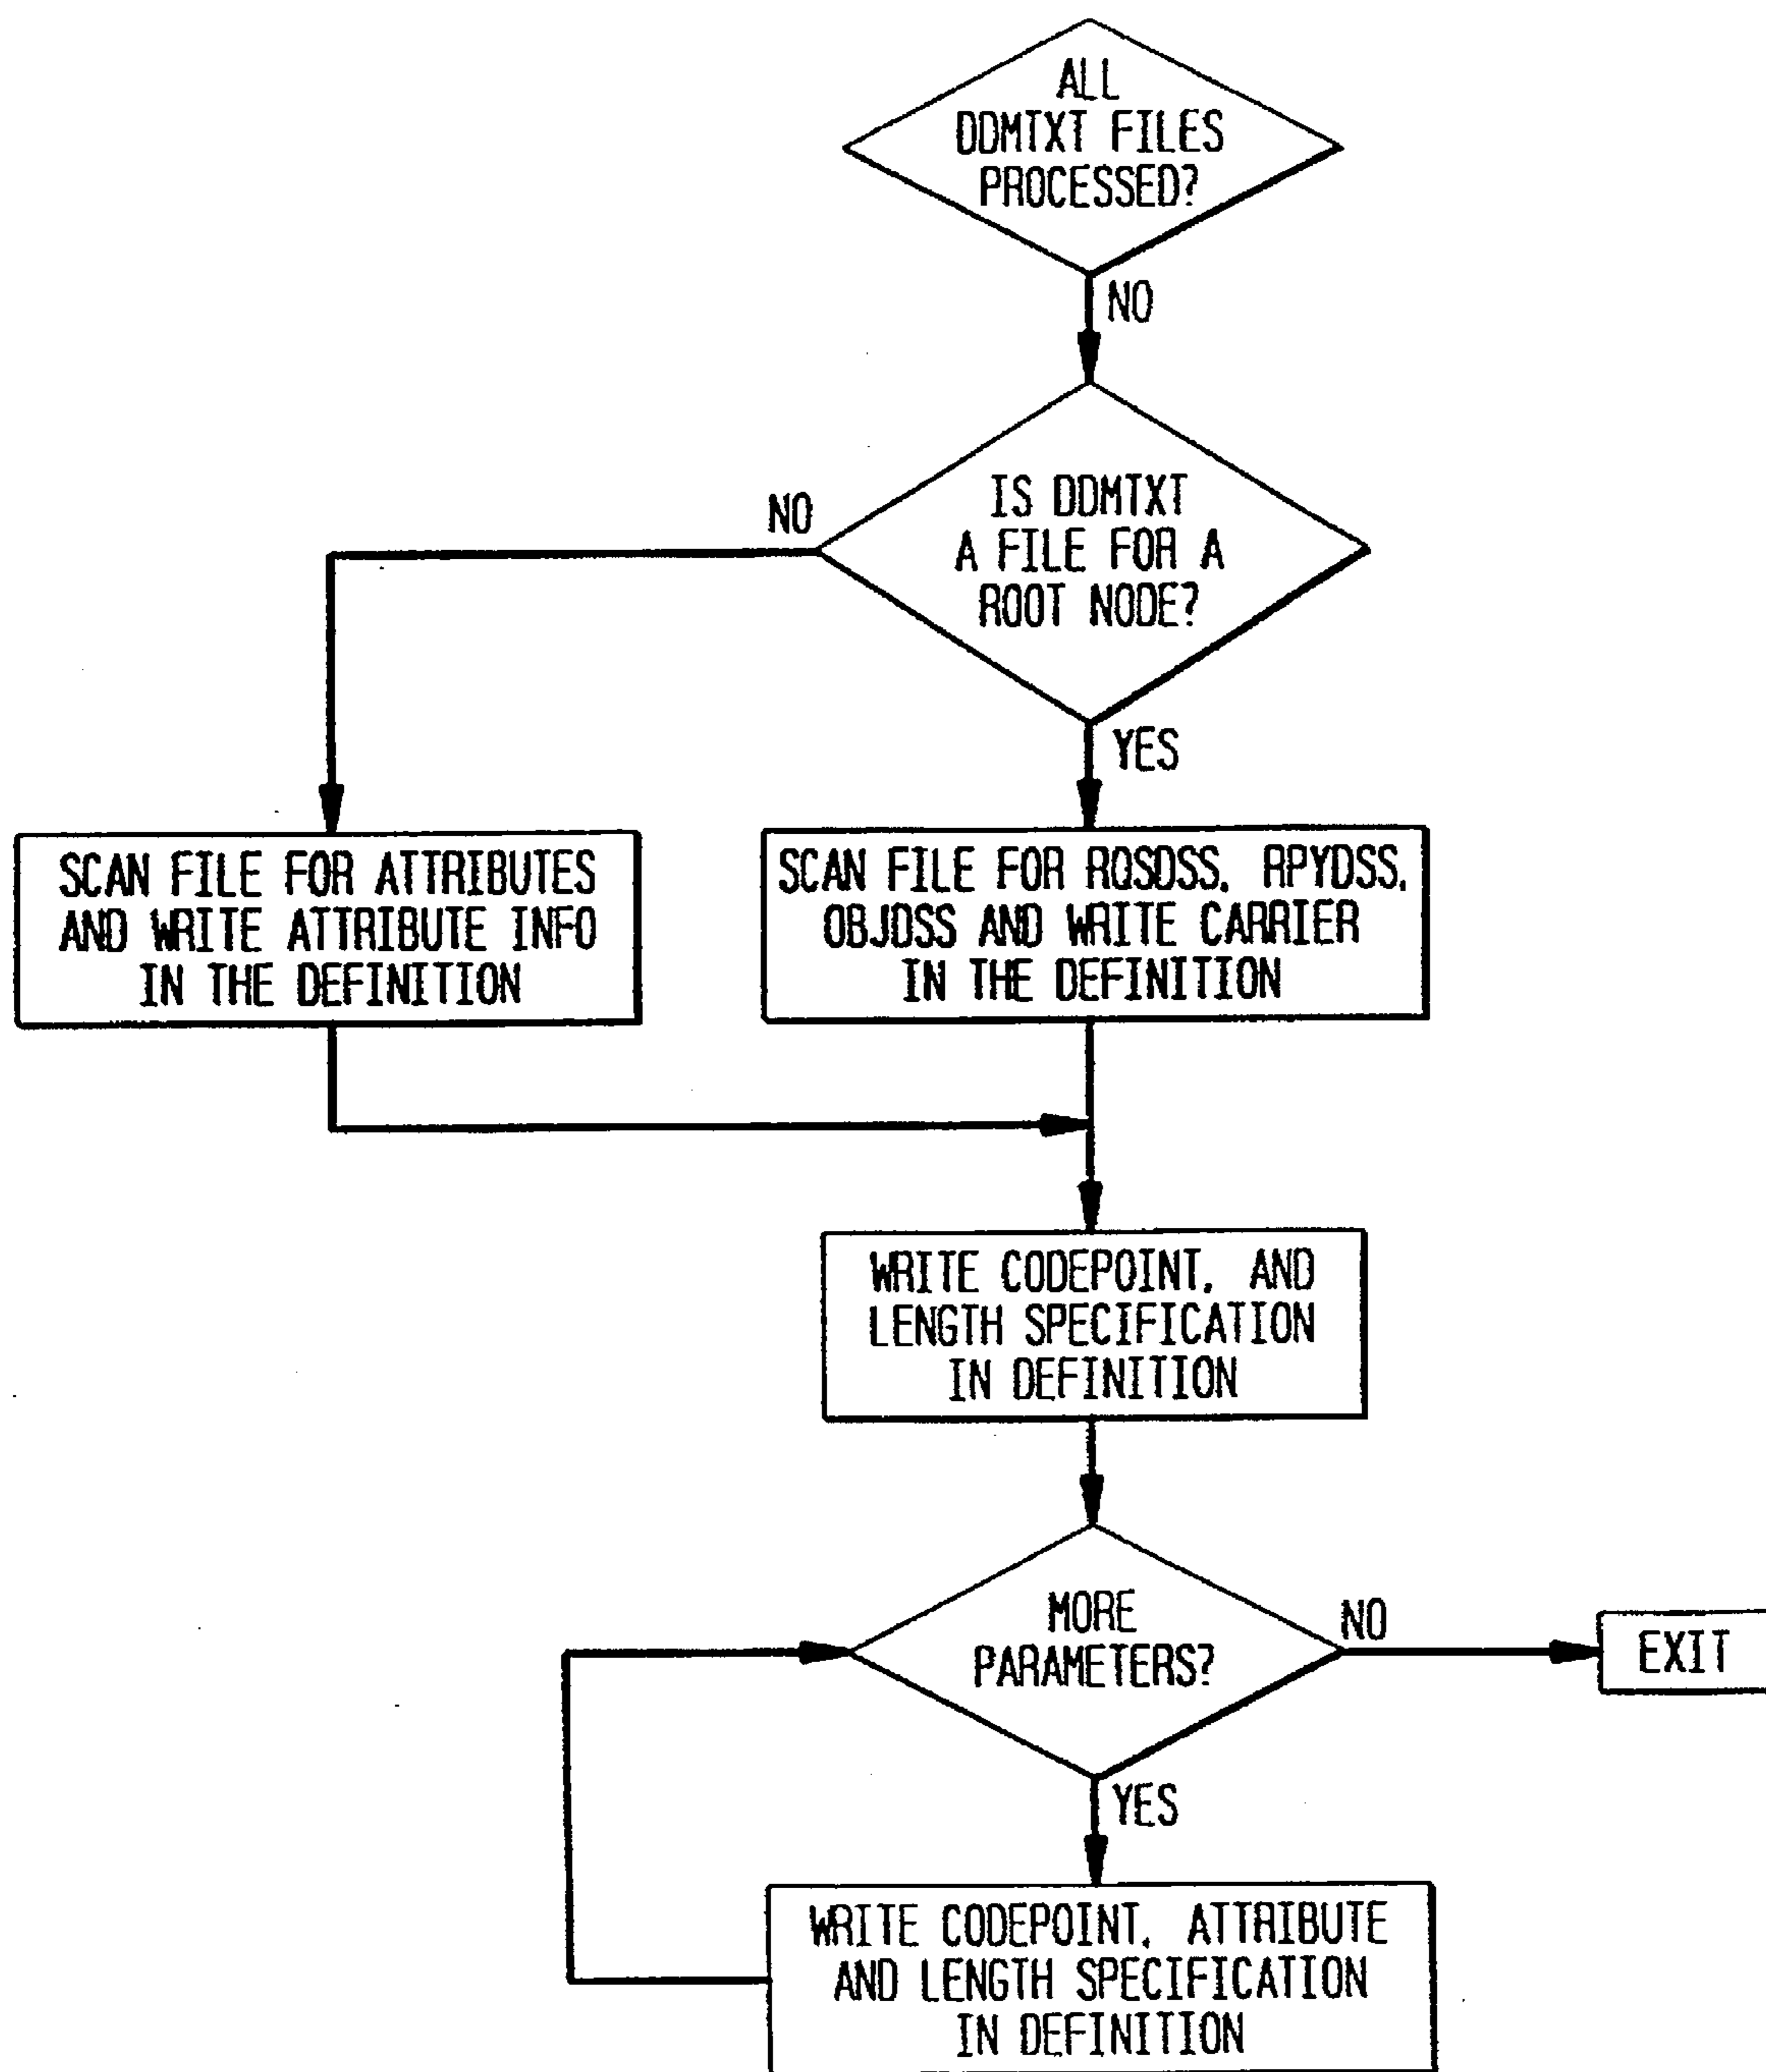 ALL
DDMTXT FILES
PROCESSED?
NO
IS DDMTXT
A FILE FOR A
ROOT NODE?
NO
YES
SCAN FILE FOR ATTRIBUTES
AND WRITE ATTRIBUTE INFO
IN THE DEFINITION
SCAN FILE FOR RQSDSS, RPYDSS,
OBJDSS AND WRITE CARRIER
IN THE DEFINITION
WRITE CODEPOINT, AND
LENGTH SPECIFICATION
IN DEFINITION
MORE
PARAMETERS?
NO
EXIT
YES
WRITE CODEPOINT, ATTRIBUTE
AND LENGTH SPECIFICATION
IN DEFINITION